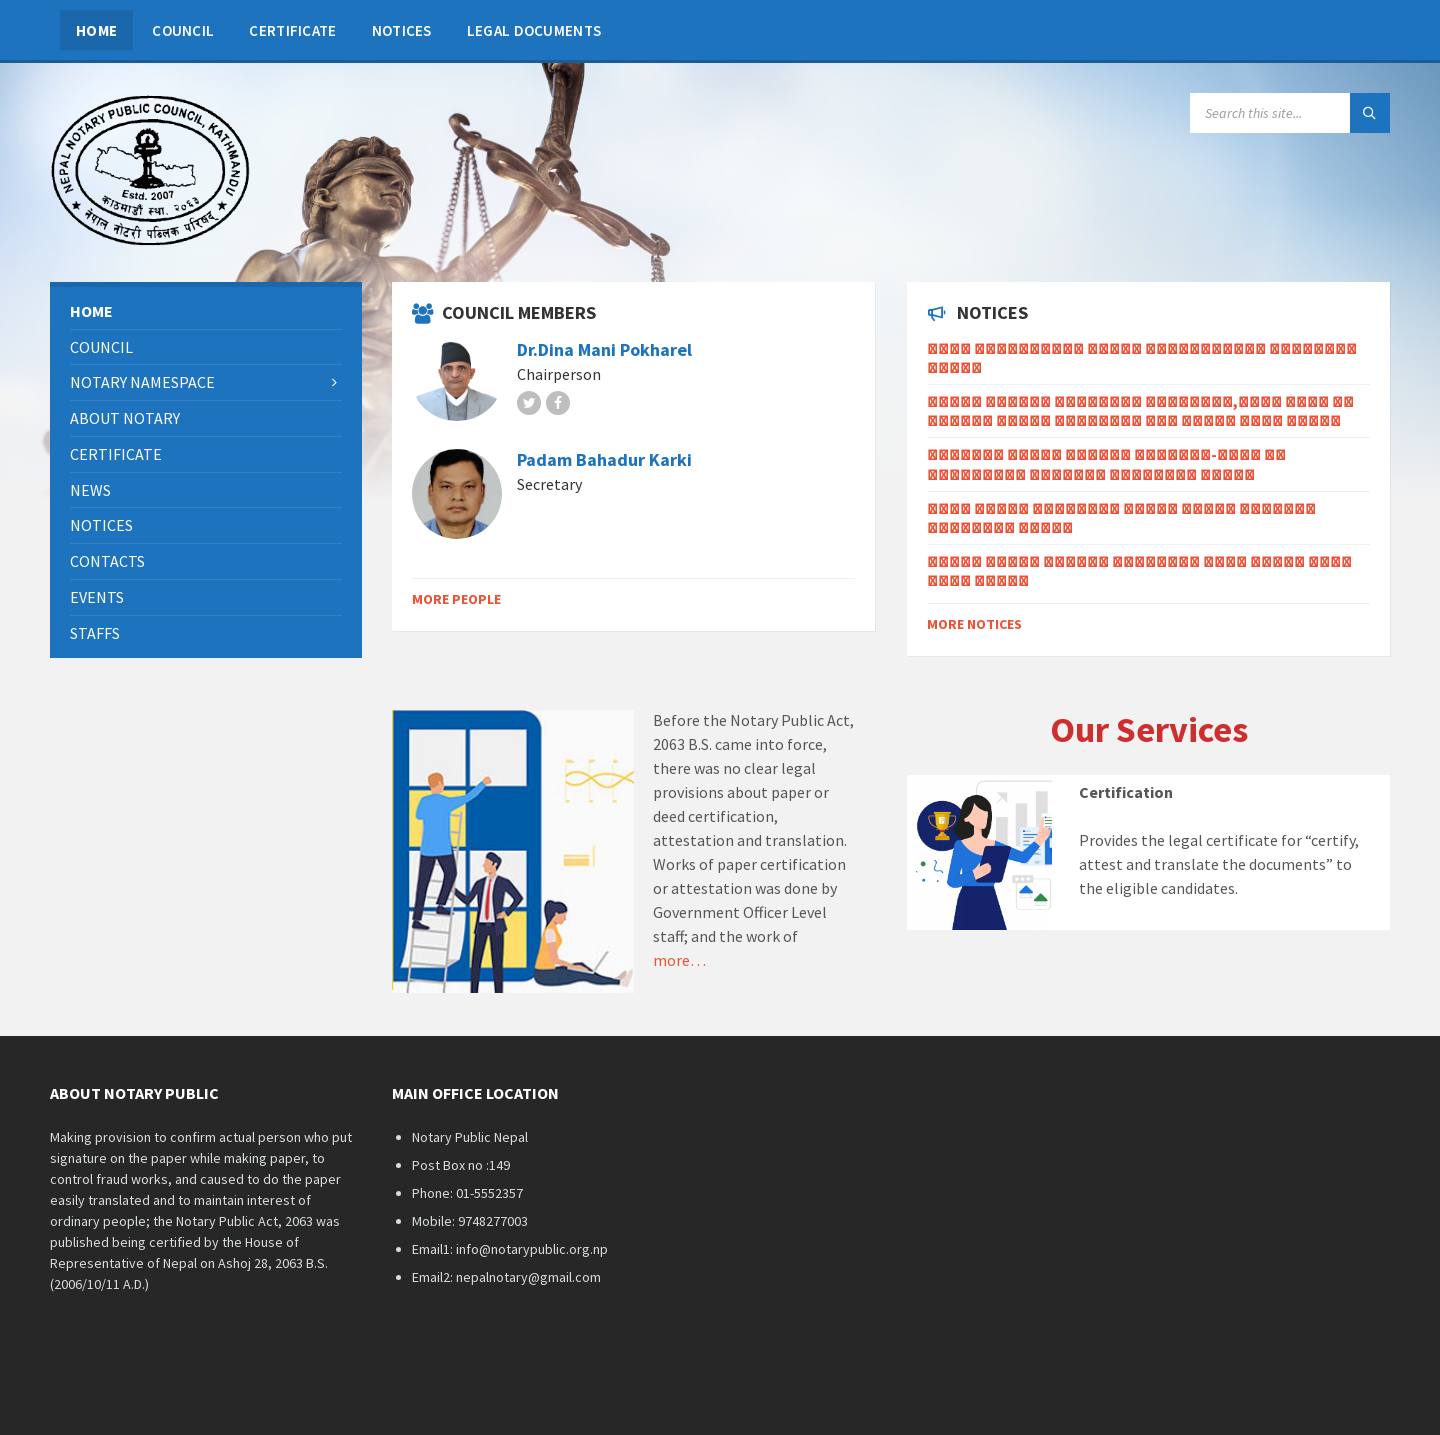 HOME
COUNCIL
CERTIFICATE
NOTICES
LEGAL DOCUMENTS
NEPAL NOTARY PUBLIC COUNCIL, KATHMANDU
Estd. 2007
काठमाडौं स्था. २०६३
नेपाल नोटरी पब्लिक परिषद्
Search this site...
HOME
COUNCIL
NOTARY NAMESPACE
ABOUT NOTARY
CERTIFICATE
NEWS
NOTICES
CONTACTS
EVENTS
STAFFS
COUNCIL MEMBERS
Dr.Dina Mani Pokharel
Chairperson
Padam Bahadur Karki
Secretary
MORE PEOPLE
NOTICES
MORE NOTICES
Before the Notary Public Act,
2063 B.S. came into force,
there was no clear legal
provisions about paper or
deed certification,
attestation and translation.
Works of paper certification
or attestation was done by
Government Officer Level
staff; and the work of
more…
Our Services
Certification
Provides the legal certificate for “certify,
attest and translate the documents” to
the eligible candidates.
ABOUT NOTARY PUBLIC
Making provision to confirm actual person who put
signature on the paper while making paper, to
control fraud works, and caused to do the paper
easily translated and to maintain interest of
ordinary people; the Notary Public Act, 2063 was
published being certified by the House of
Representative of Nepal on Ashoj 28, 2063 B.S.
(2006/10/11 A.D.)
MAIN OFFICE LOCATION
Notary Public Nepal
Post Box no :149
Phone: 01-5552357
Mobile: 9748277003
Email1: info@notarypublic.org.np
Email2: nepalnotary@gmail.com